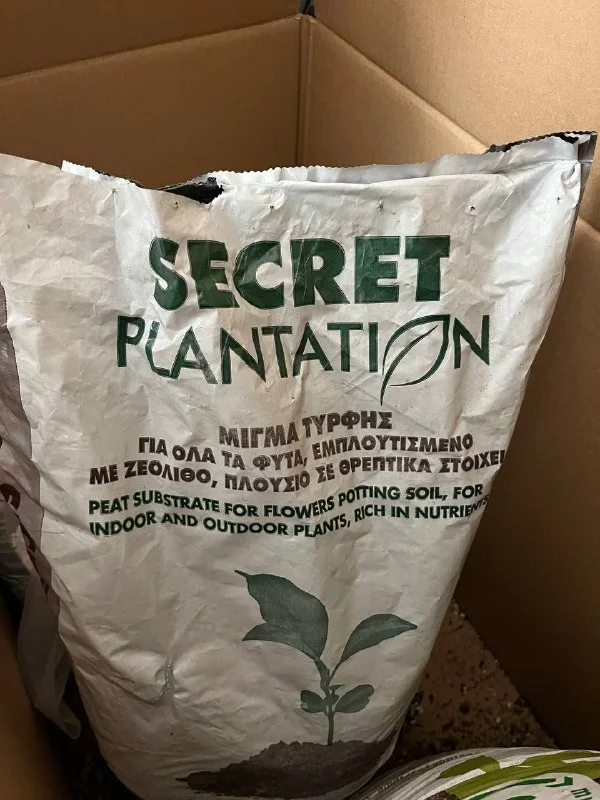 SECRET
PLANTATION
ΜΙΓΜΑ ΤΥΡΦΗΣ
ΓΙΑ ΟΛΑ ΤΑ ΦΥΤΑ, ΕΜΠΛΟΥΤΙΣΜΕΝΟ
ΜΕ ΖΕΟΛΙΘΟ, ΠΛΟΥΣΙΟ ΣΕ ΘΡΕΠΤΙΚΑ ΣΤΟΙΧΕΙ
PEAT SUBSTRATE FOR FLOWERS POTTING SOIL, FOR
INDOOR AND OUTDOOR PLANTS, RICH IN NUTRIENTS